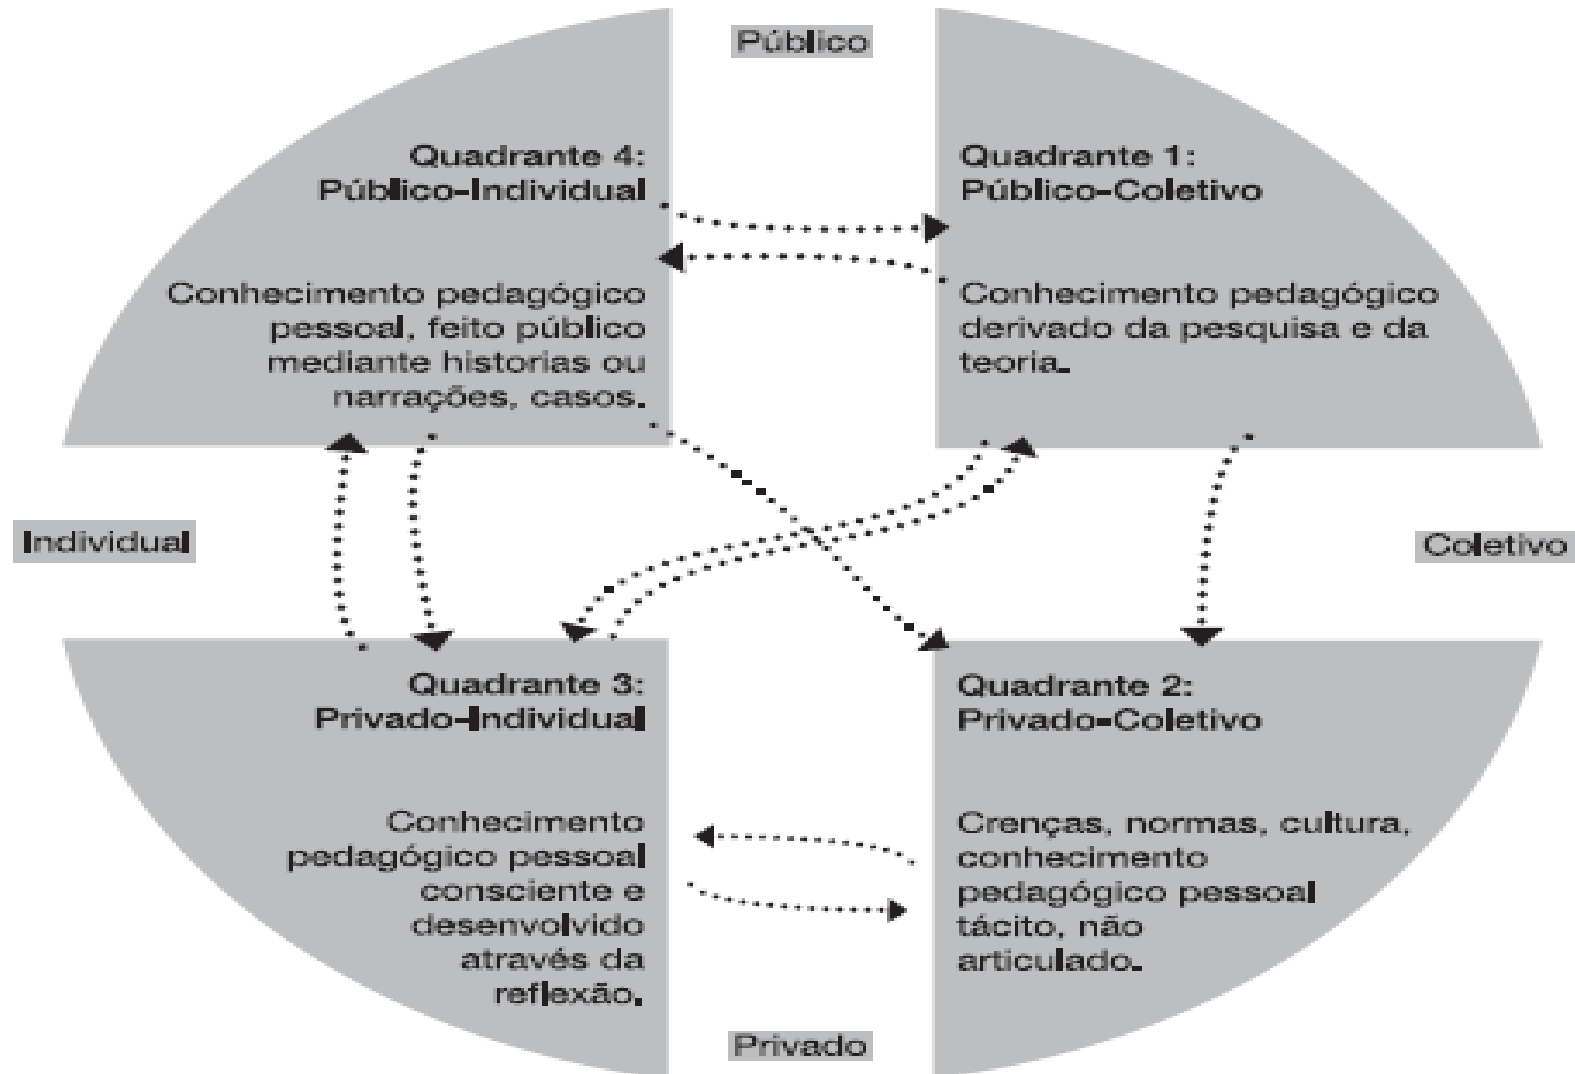 Público
Quadrante 4:
Público-Individual
Conhecimento pedagógico
pessoal, feito público
mediante historias ou
narrações, casos.
Quadrante 1:
Público-Coletivo
Conhecimento pedagógico
derivado da pesquisa e da
teoria.
Individual
Coletivo
Quadrante 3:
Privado-Individual
Conhecimento
pedagógico pessoal
consciente e
desenvolvido
através da
reflexão.
Quadrante 2:
Privado-Coletivo
Crenças, normas, cultura,
conhecimento
pedagógico pessoal
tácito, não
articulado.
Privado